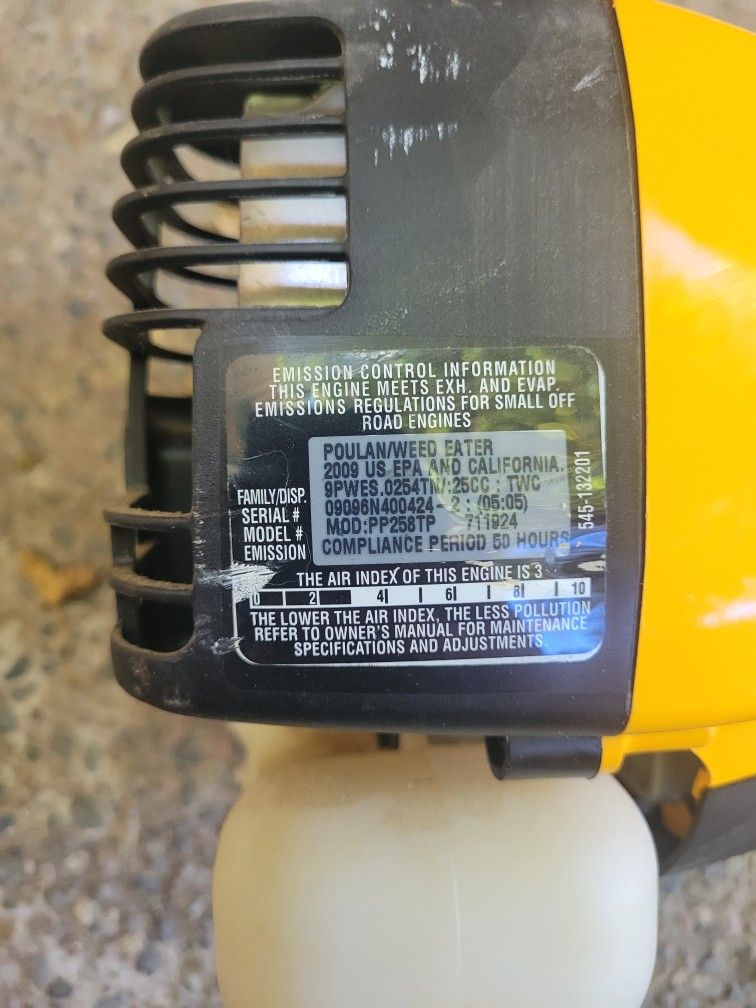 EMISSION CONTROL INFORMATION
THIS ENGINE MEETS EXH. AND EVAP.
EMISSIONS REGULATIONS FOR SMALL OFF
ROAD ENGINES
POULAN/WEED EATER
2009 US EPA AND CALIFORNIA.
FAMILY/DISP. 9PWES.0254TN/:25CC : TWC
SERIAL # 09096N400424 - 2 : (05:05)
MODEL # MOD:PP258TP 711924
EMISSION COMPLIANCE PERIOD 50 HOURS
545-132201
THE AIR INDEX OF THIS ENGINE IS 3
0 2 4 6 8 10
THE LOWER THE AIR INDEX, THE LESS POLLUTION
REFER TO OWNER'S MANUAL FOR MAINTENANCE
SPECIFICATIONS AND ADJUSTMENTS.